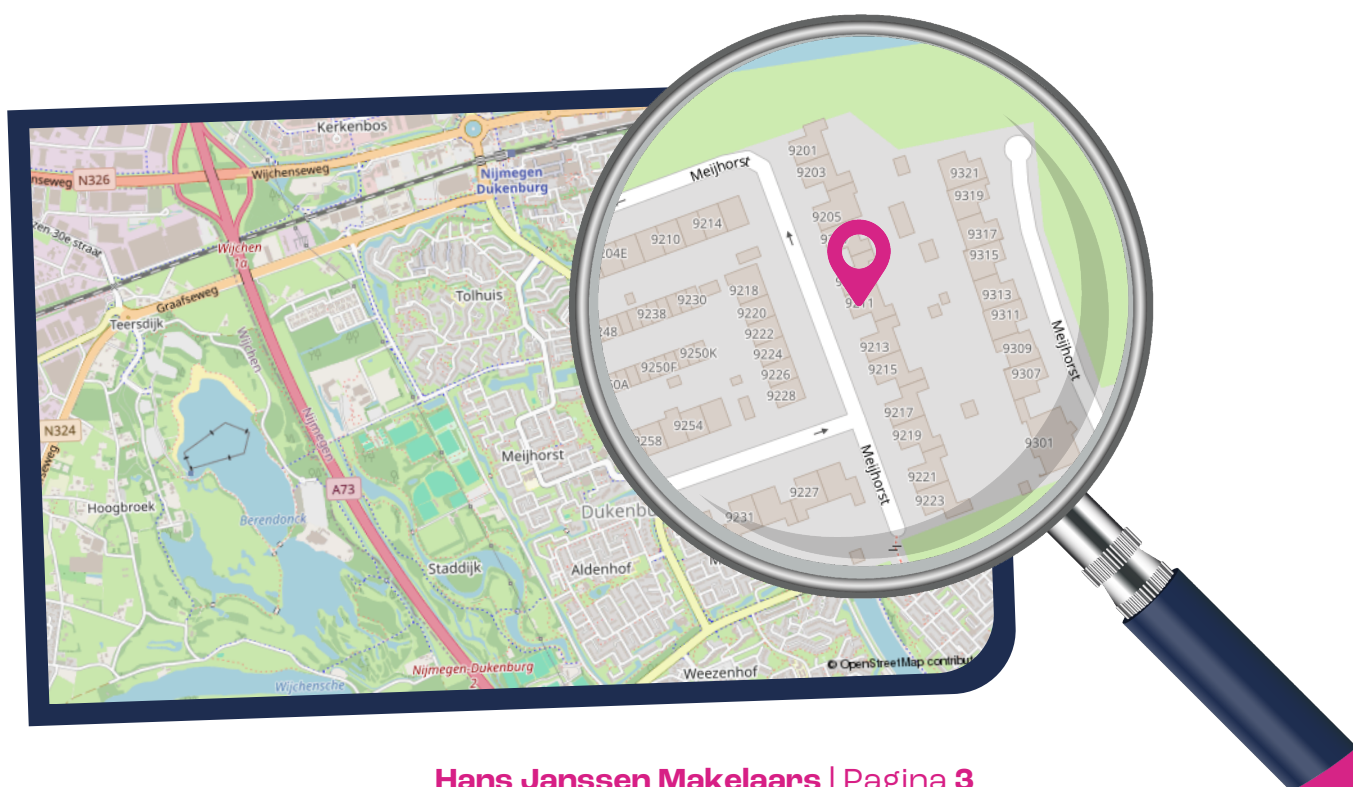 Kerkenbos
Wijchenseweg
N326
Nijmegen
Dukenburg
Wijchen
1a
Graafseweg
Teersdijk
Tolhuis
Wijchen
Nijmegen
N324
A73
Meijhorst
Hoogbroek
Berendonck
Staddijk
Aldenhof
Nijmegen-Dukenburg
2
Wijchensche
Weezenhof
© OpenStreetMap
Meijhorst
9201
9203
9205
9214
9210
9230
9238
9218
9220
9222
9224
9226
9228
9250K
9250F
9254
9258
9213
9215
9217
9219
9221
9223
9227
9231
Meijhorst
9321
9319
9317
9315
9313
9311
9309
9307
9301
Meijhorst
Hans Janssen Makelaars | Pagina 3